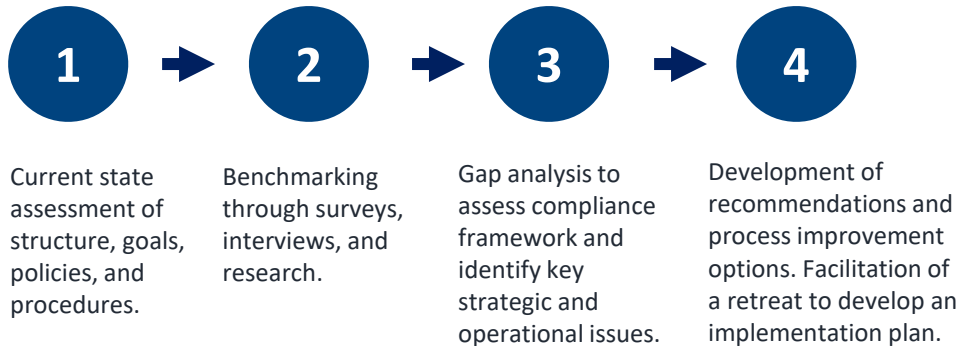 1
2
3
4
Current state
assessment of
structure, goals,
policies, and
procedures.
Benchmarking
through surveys,
interviews, and
research.
Gap analysis to
assess compliance
framework and
identify key
strategic and
operational issues.
Development of
recommendations and
process improvement
options. Facilitation of
a retreat to develop an
implementation plan.